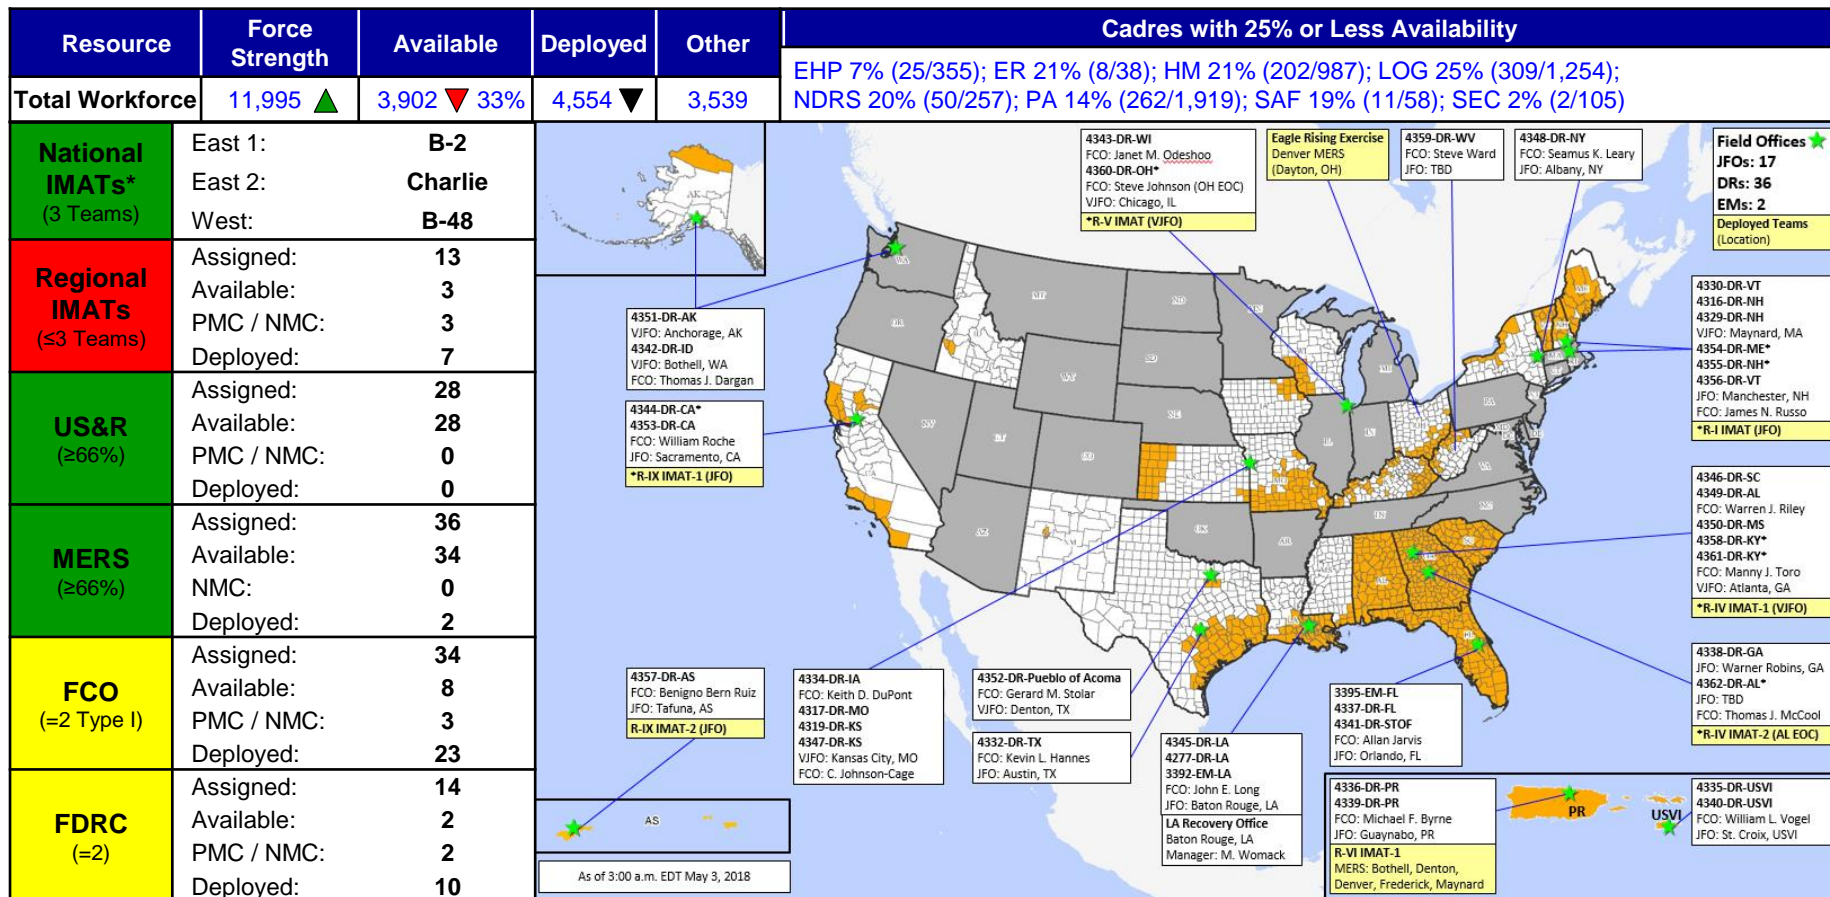 Resource
Force Strength
Available
Deployed
Other
Cadres with 25% or Less Availability
Total Workforce
11,995
3,902 33%
4,554
3,539
EHP 7% (25/355); ER 21% (8/38); HM 21% (202/987); LOG 25% (309/1,254);
NDRS 20% (50/257); PA 14% (262/1,919); SAF 19% (11/58); SEC 2% (2/105)
National
IMATs*
(3 Teams)
East 1: B-2
East 2: Charlie
West: B-48
Regional
IMATs
(≤3 Teams)
Assigned: 13
Available: 3
PMC / NMC: 3
Deployed: 7
US&R
(≥66%)
Assigned: 28
Available: 28
PMC / NMC: 0
Deployed: 0
MERS
(≥66%)
Assigned: 36
Available: 34
NMC: 0
Deployed: 2
FCO
(=2 Type I)
Assigned: 34
Available: 8
PMC / NMC: 3
Deployed: 23
FDRC
(=2)
Assigned: 14
Available: 2
PMC / NMC: 2
Deployed: 10
4343-DR-WI
FCO: Janet M. Odeshoo
4360-DR-OH*
FCO: Steve Johnson (OH EOC)
VJFO: Chicago, IL
*R-V IMAT (VJFO)
Eagle Rising Exercise
Denver MERS
(Dayton, OH)
4359-DR-WV
FCO: Steve Ward
JFO: TBD
4348-DR-NY
FCO: Seamus K. Leary
JFO: Albany, NY
Field Offices
JFOs: 17
DRs: 36
EMs: 2
Deployed Teams
(Location)
4351-DR-AK
VJFO: Anchorage, AK
4342-DR-ID
VJFO: Bothell, WA
FCO: Thomas J. Dargan
4344-DR-CA*
4353-DR-CA
FCO: William Roche
JFO: Sacramento, CA
*R-IX IMAT-1 (JFO)
4330-DR-VT
4316-DR-NH
4329-DR-NH
VJFO: Maynard, MA
4354-DR-ME*
4355-DR-NH*
4356-DR-VT
JFO: Manchester, NH
FCO: James N. Russo
*R-I IMAT (JFO)
4346-DR-SC
4349-DR-AL
FCO: Warren J. Riley
4350-DR-MS
4358-DR-KY*
4361-DR-KY*
FCO: Manny J. Toro
VJFO: Atlanta, GA
*R-IV IMAT-1 (VJFO)
4338-DR-GA
JFO: Warner Robins, GA
4362-DR-AL*
JFO: TBD
FCO: Thomas J. McCool
*R-IV IMAT-2 (AL EOC)
4357-DR-AS
FCO: Benigno Bern Ruiz
JFO: Tafuna, AS
R-IX IMAT-2 (JFO)
4334-DR-IA
FCO: Keith D. DuPont
4317-DR-MO
4319-DR-KS
4347-DR-KS
VJFO: Kansas City, MO
FCO: C. Johnson-Cage
4352-DR-Pueblo of Acoma
FCO: Gerard M. Stolar
VJFO: Denton, TX
4332-DR-TX
FCO: Kevin L. Hannes
JFO: Austin, TX
4345-DR-LA
4277-DR-LA
3392-EM-LA
FCO: John E. Long
JFO: Baton Rouge, LA
LA Recovery Office
Baton Rouge, LA
Manager: M. Womack
3395-EM-FL
4337-DR-FL
4341-DR-STOF
FCO: Allan Jarvis
JFO: Orlando, FL
4336-DR-PR
4339-DR-PR
FCO: Michael F. Byrne
JFO: Guaynabo, PR
R-VI IMAT-1
MERS: Bothell, Denton,
Denver, Frederick, Maynard
4335-DR-USVI
4340-DR-USVI
FCO: William L. Vogel
JFO: St. Croix, USVI
PR
USVI
AS
As of 3:00 a.m. EDT May 3, 2018
AK
WA
MT
ND
MN
OR
SD
WY
NE
NV
UT
CO
AZ
OK
AR
IL
IN
PA
VA
NC
TN